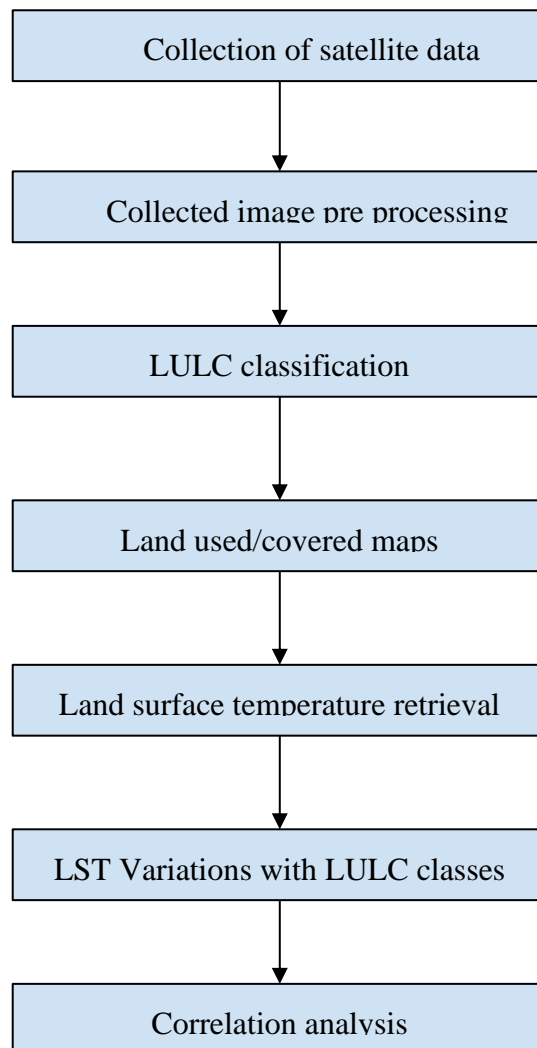 Collection of satellite data
Collected image pre processing
LULC classification
Land used/covered maps
Land surface temperature retrieval
LST Variations with LULC classes
Correlation analysis